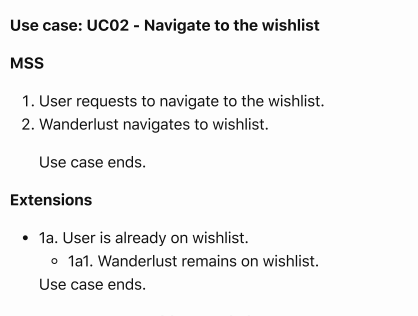 Use case: UC02 - Navigate to the wishlist
MSS
1. User requests to navigate to the wishlist.
2. Wanderlust navigates to wishlist.
Use case ends.
Extensions
• 1a. User is already on wishlist.
◦ 1a1. Wanderlust remains on wishlist.
Use case ends.